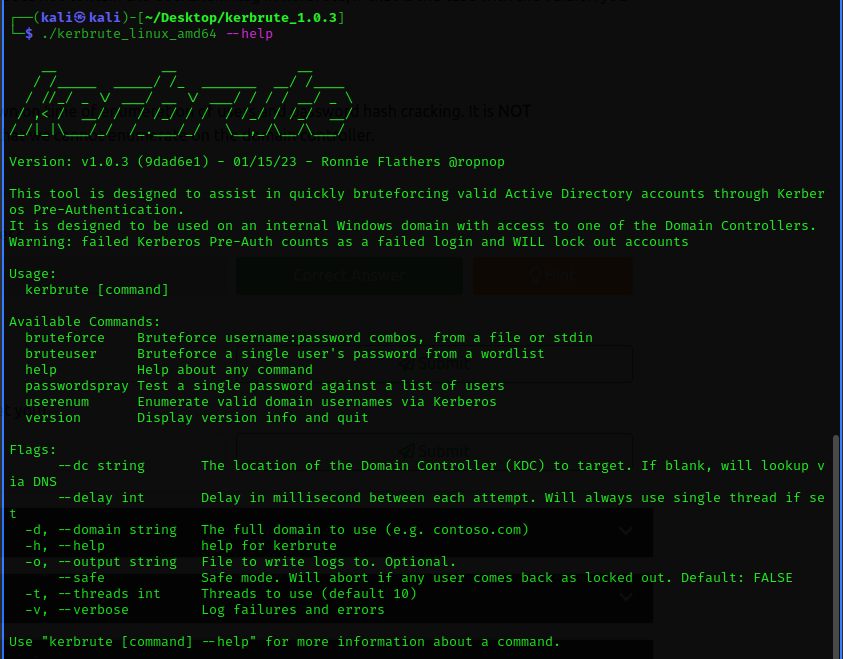 ┌──(kali㉿kali)-[~/Desktop/kerbrute_1.0.3]
└─$ ./kerbrute_linux_amd64 --help
Version: v1.0.3 (9dad6e1) - 01/15/23 - Ronnie Flathers @ropnop
This tool is designed to assist in quickly bruteforcing valid Active Directory accounts through Kerber
os Pre-Authentication.
It is designed to be used on an internal Windows domain with access to one of the Domain Controllers.
Warning: failed Kerberos Pre-Auth counts as a failed login and WILL lock out accounts
Usage:
kerbrute [command]
Available Commands:
bruteforce Bruteforce username:password combos, from a file or stdin
bruteuser Bruteforce a single user's password from a wordlist
help Help about any command
passwordspray Test a single password against a list of users
userenum Enumerate valid domain usernames via Kerberos
version Display version info and quit
Flags:
--dc string The location of the Domain Controller (KDC) to target. If blank, will lookup v
ia DNS
--delay int Delay in millisecond between each attempt. Will always use single thread if se
t
-d, --domain string The full domain to use (e.g. contoso.com)
-h, --help help for kerbrute
-o, --output string File to write logs to. Optional.
--safe Safe mode. Will abort if any user comes back as locked out. Default: FALSE
-t, --threads int Threads to use (default 10)
-v, --verbose Log failures and errors
Use "kerbrute [command] --help" for more information about a command.